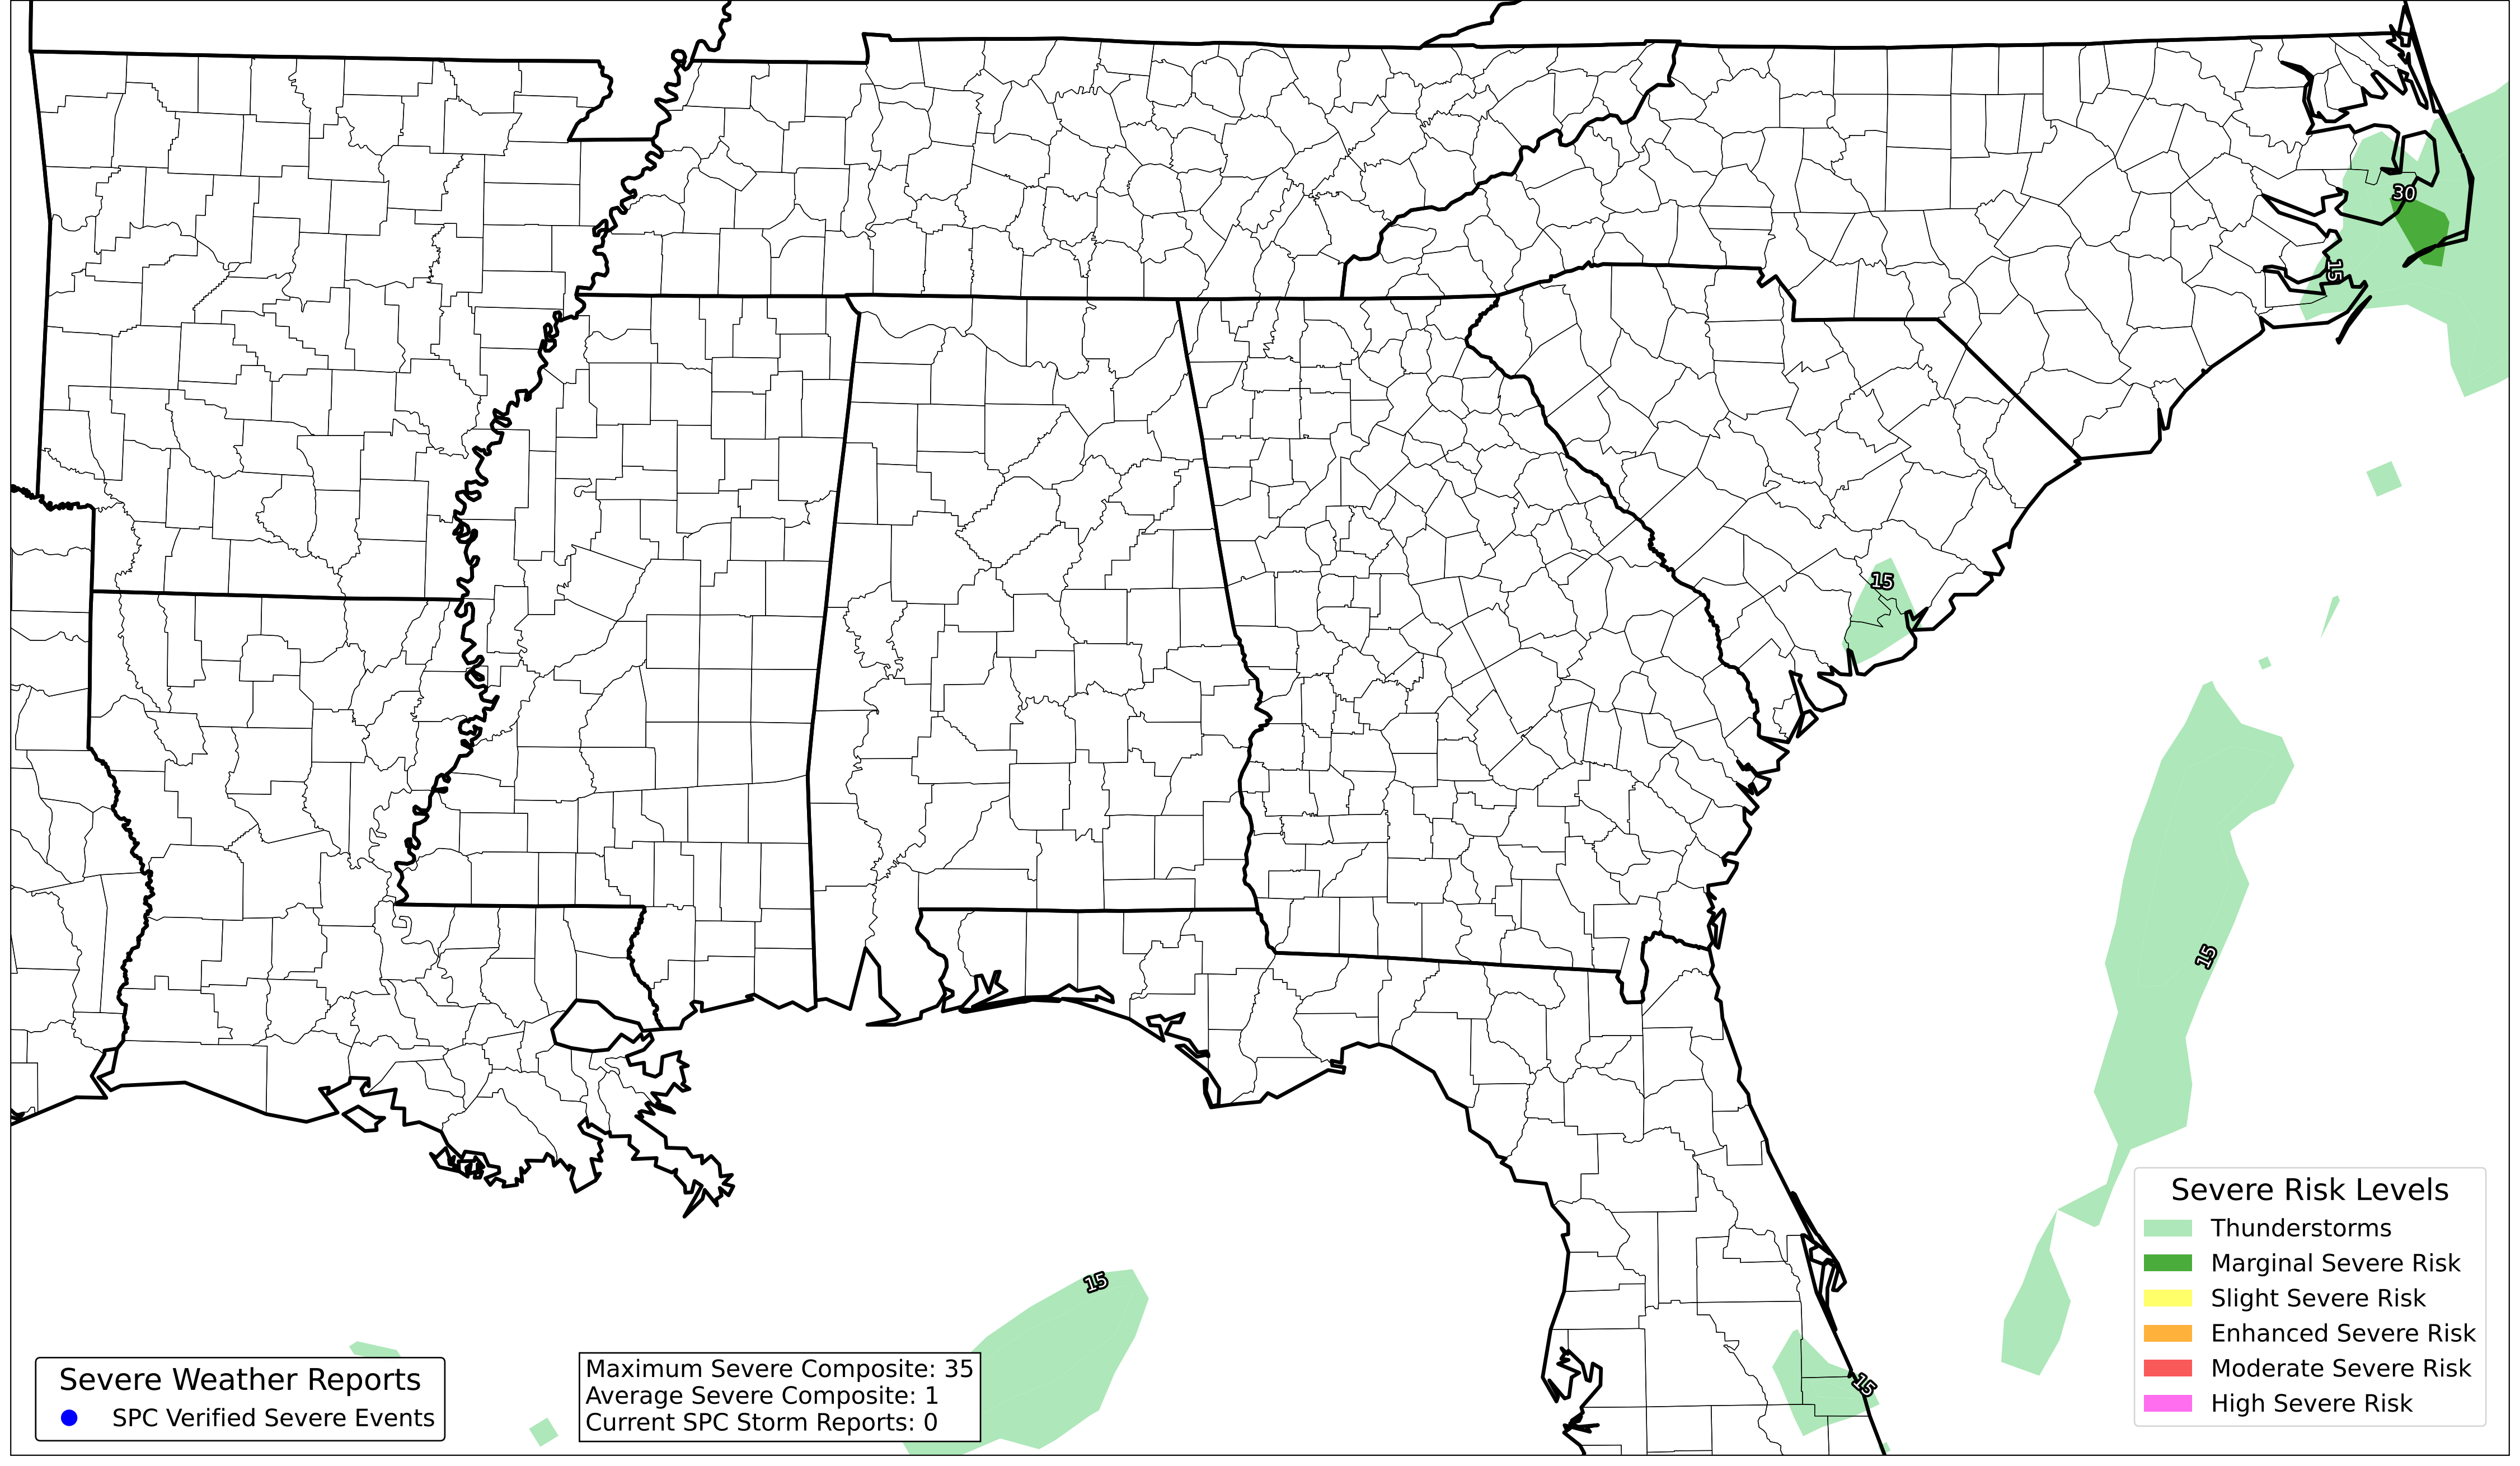 30
15
15
15
15
15
Severe Risk Levels
Thunderstorms
Marginal Severe Risk
Slight Severe Risk
Enhanced Severe Risk
Moderate Severe Risk
High Severe Risk
Severe Weather Reports
SPC Verified Severe Events
Maximum Severe Composite: 35
Average Severe Composite: 1
Current SPC Storm Reports: 0